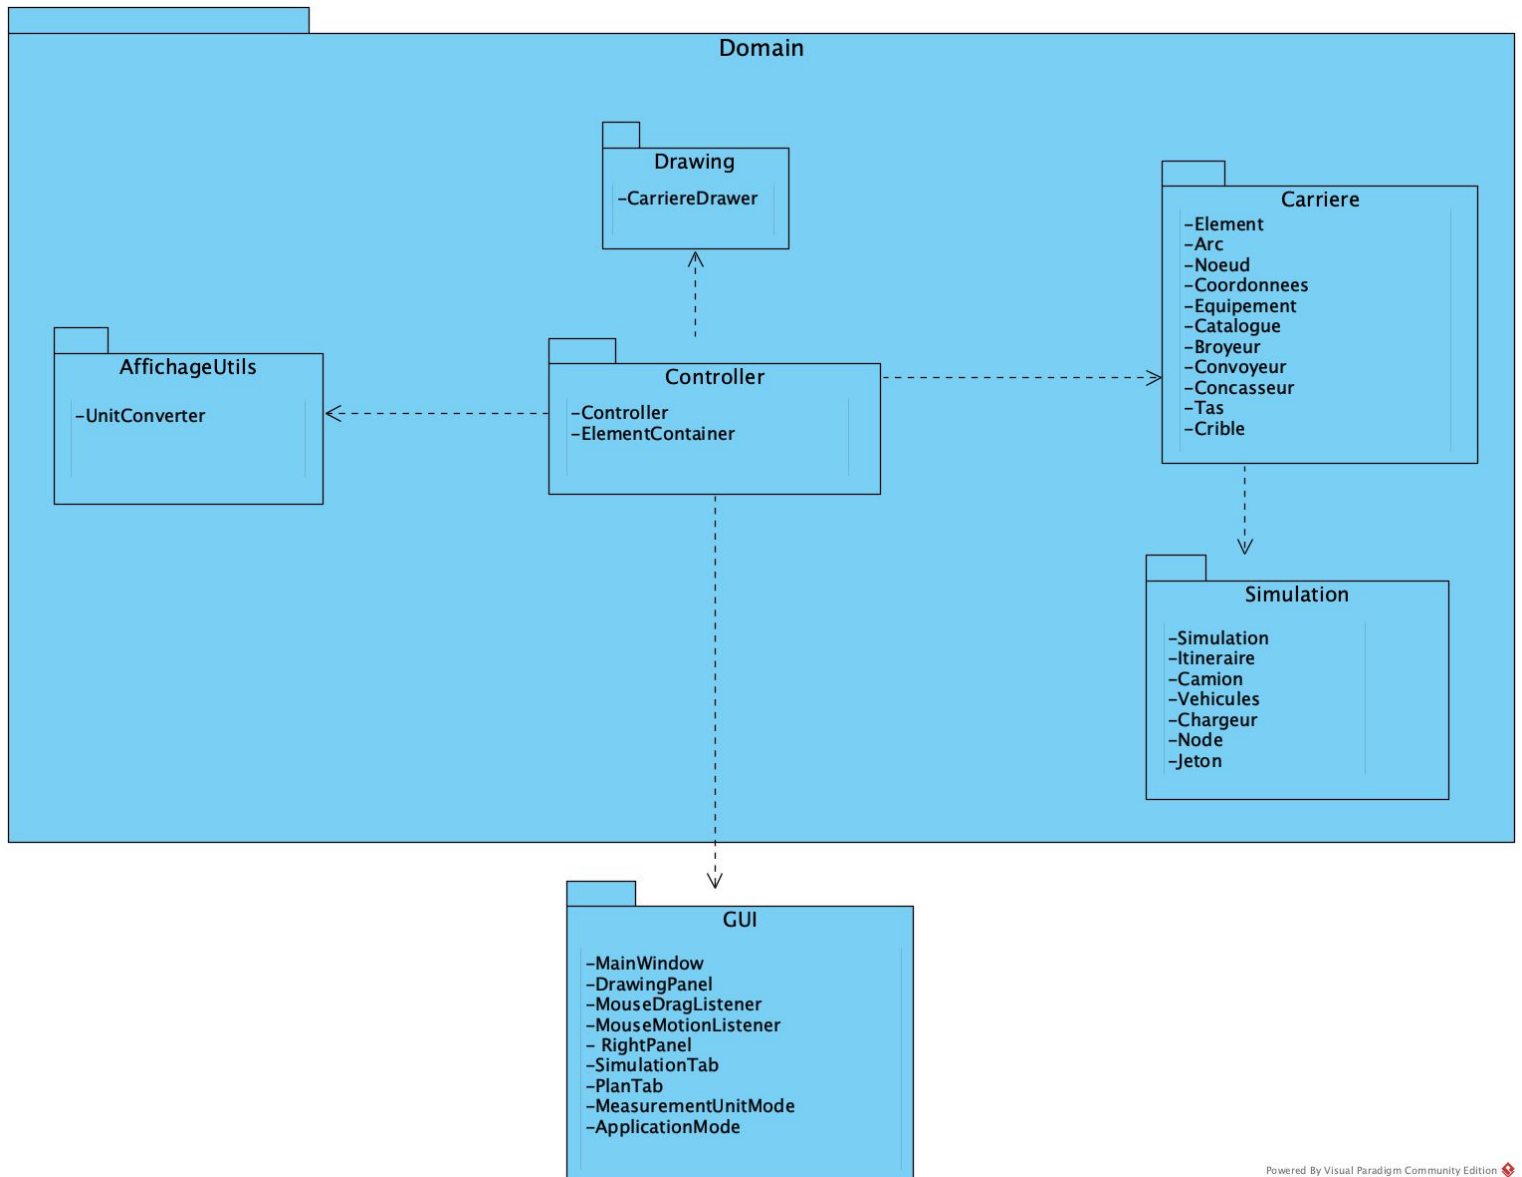 Domain
Drawing
-CarriereDrawer
Carriere
-Element
-Arc
-Noeud
-Coordonnees
-Equipement
-Catalogue
-Broyeur
-Convoyeur
-Concasseur
-Tas
-Crible
AffichageUtils
-UnitConverter
Controller
-Controller
-ElementContainer
Simulation
-Simulation
-Itineraire
-Camion
-Vehicules
-Chargeur
-Node
-Jeton
GUI
-MainWindow
-DrawingPanel
-MouseDragListener
-MouseMotionListener
- RightPanel
-SimulationTab
-PlanTab
-MeasurementUnitMode
-ApplicationMode
Powered By Visual Paradigm Community Edition